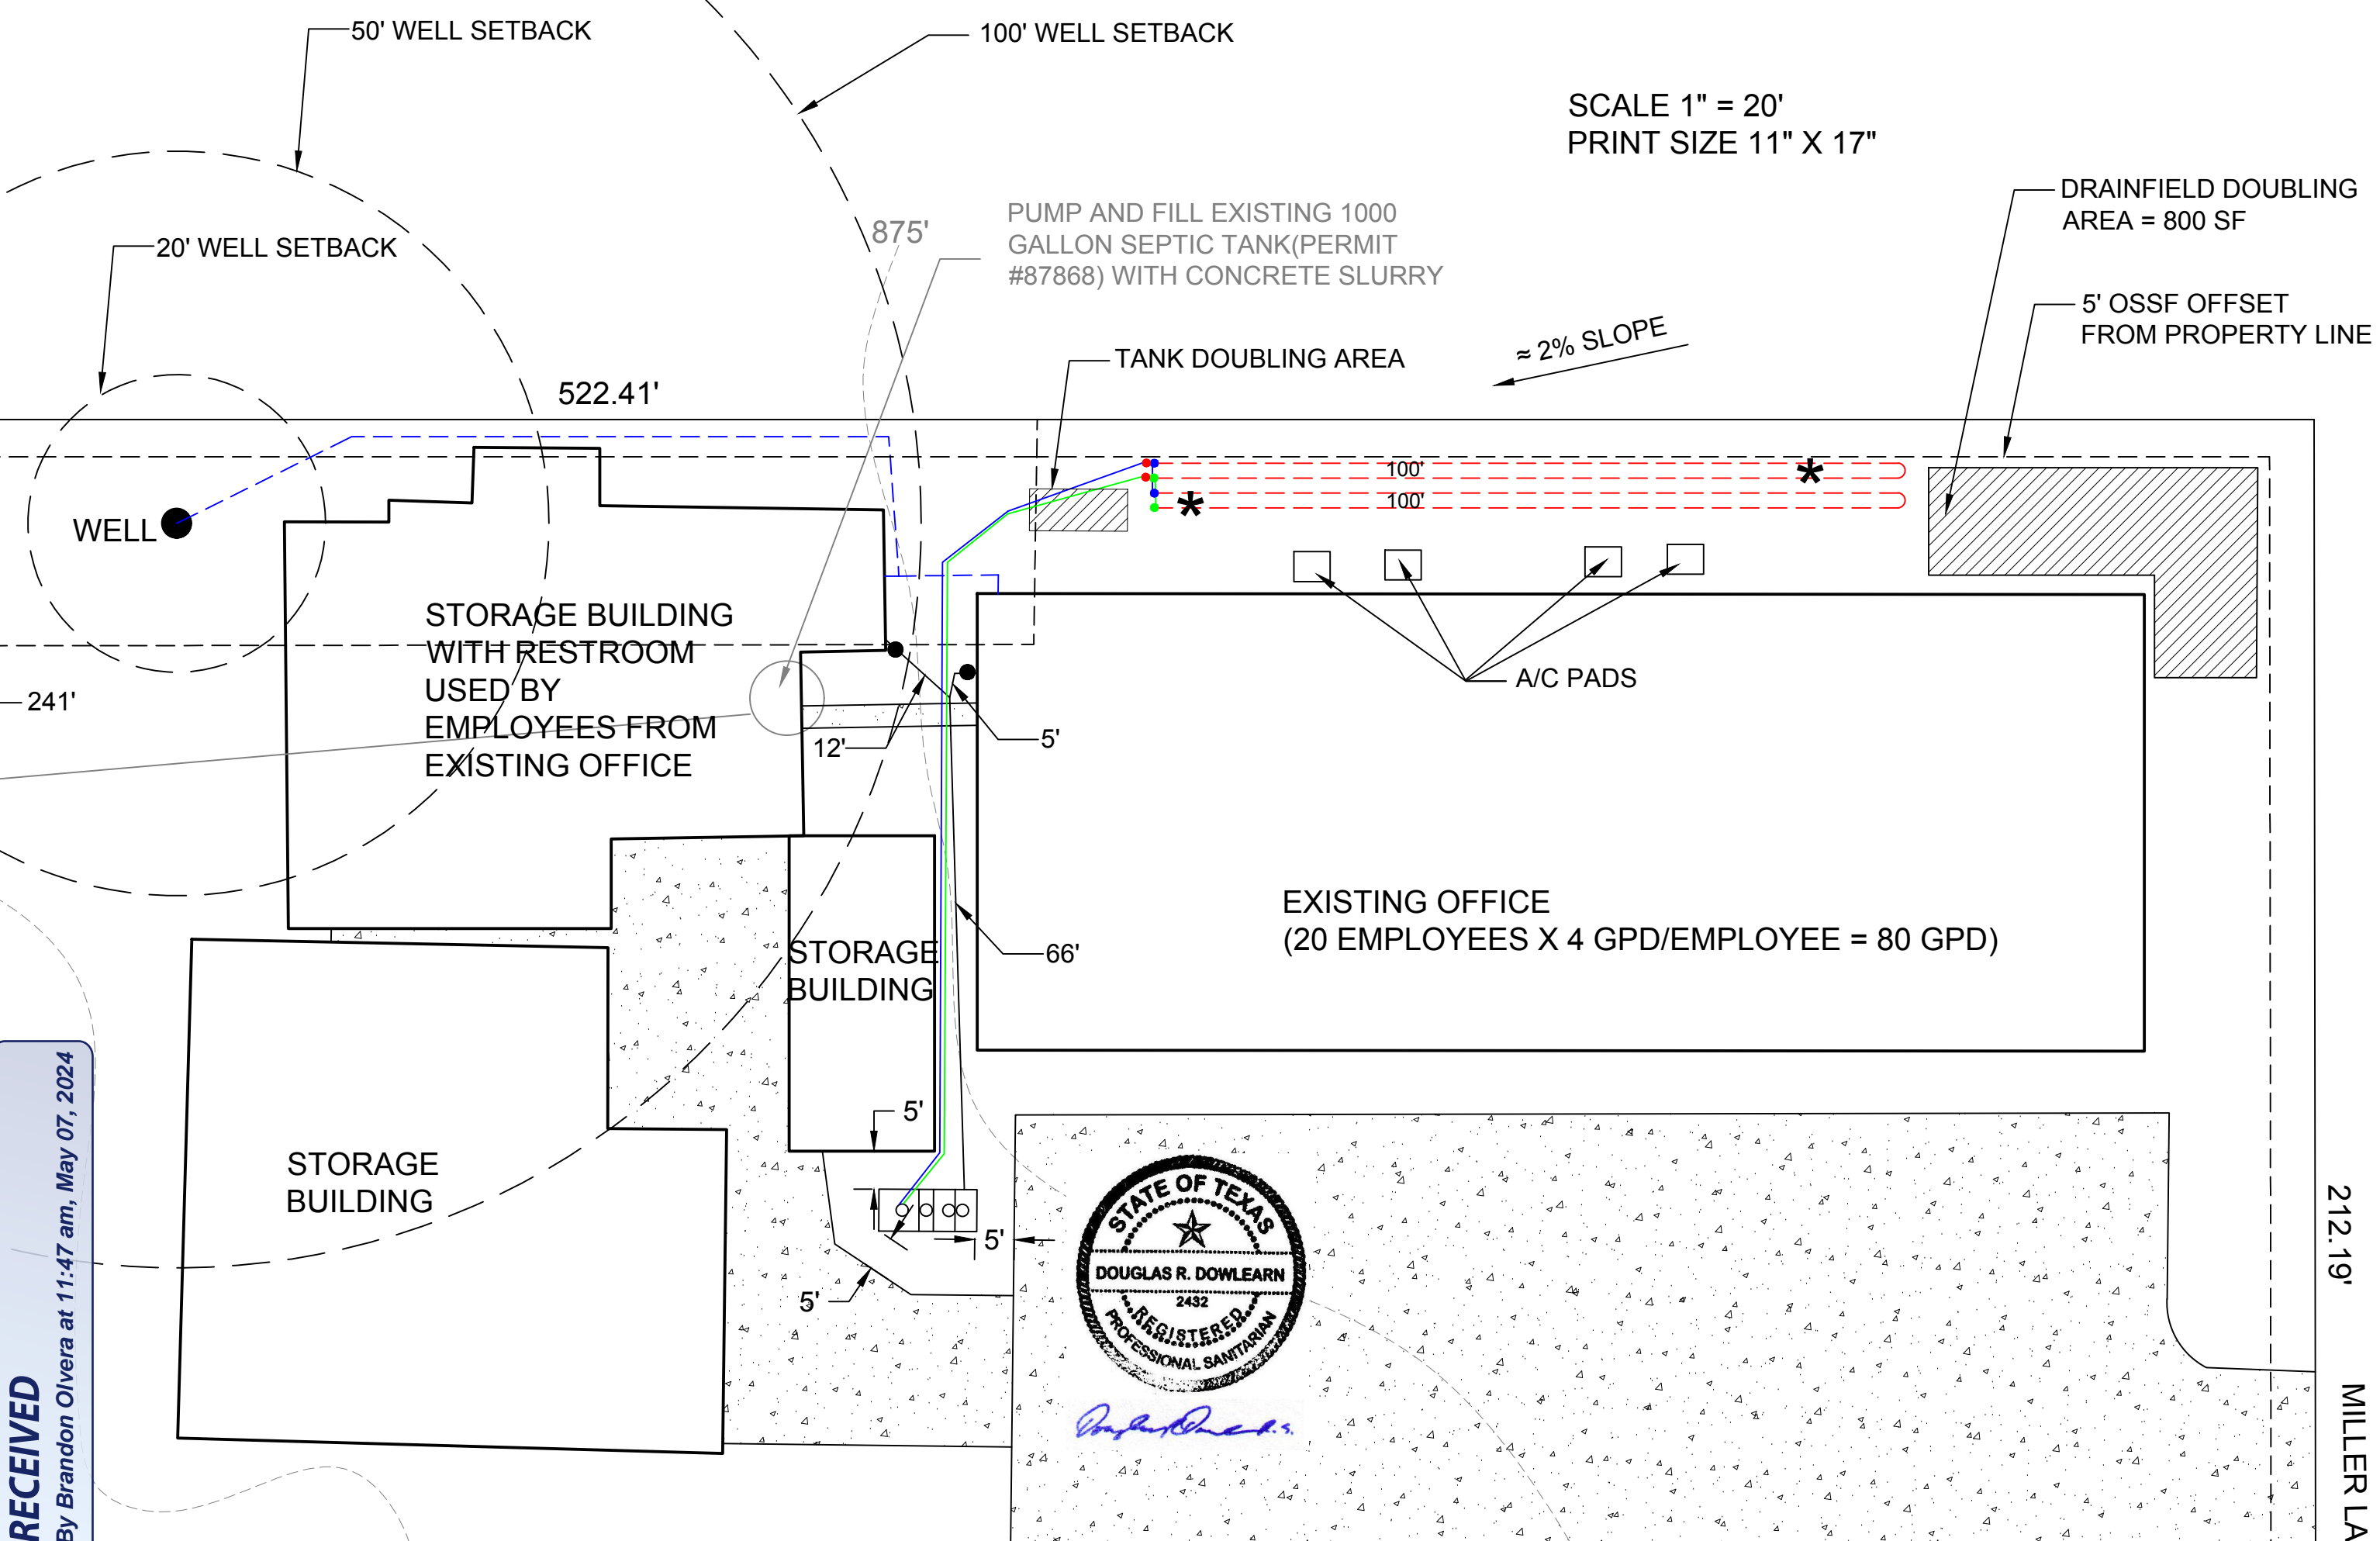 50' WELL SETBACK
100' WELL SETBACK
SCALE 1" = 20'
PRINT SIZE 11" X 17"
DRAINFIELD DOUBLING
AREA = 800 SF
20' WELL SETBACK
875'
PUMP AND FILL EXISTING 1000
GALLON SEPTIC TANK(PERMIT
#87868) WITH CONCRETE SLURRY
5' OSSF OFFSET
FROM PROPERTY LINE
TANK DOUBLING AREA
≈ 2% SLOPE
522.41'
100'
*
100'
*
WELL
STORAGE BUILDING
WITH RESTROOM
USED BY
EMPLOYEES FROM
EXISTING OFFICE
241'
A/C PADS
12'
5'
EXISTING OFFICE
(20 EMPLOYEES X 4 GPD/EMPLOYEE = 80 GPD)
STORAGE
BUILDING
66'
5'
STORAGE
BUILDING
5'
5'
STATE OF TEXAS
DOUGLAS R. DOWLEARN
2432
REGISTERED
PROFESSIONAL SANITARIAN
212.19'
MILLER LA
RECEIVED
By Brandon Olvera at 11:47 am, May 07, 2024